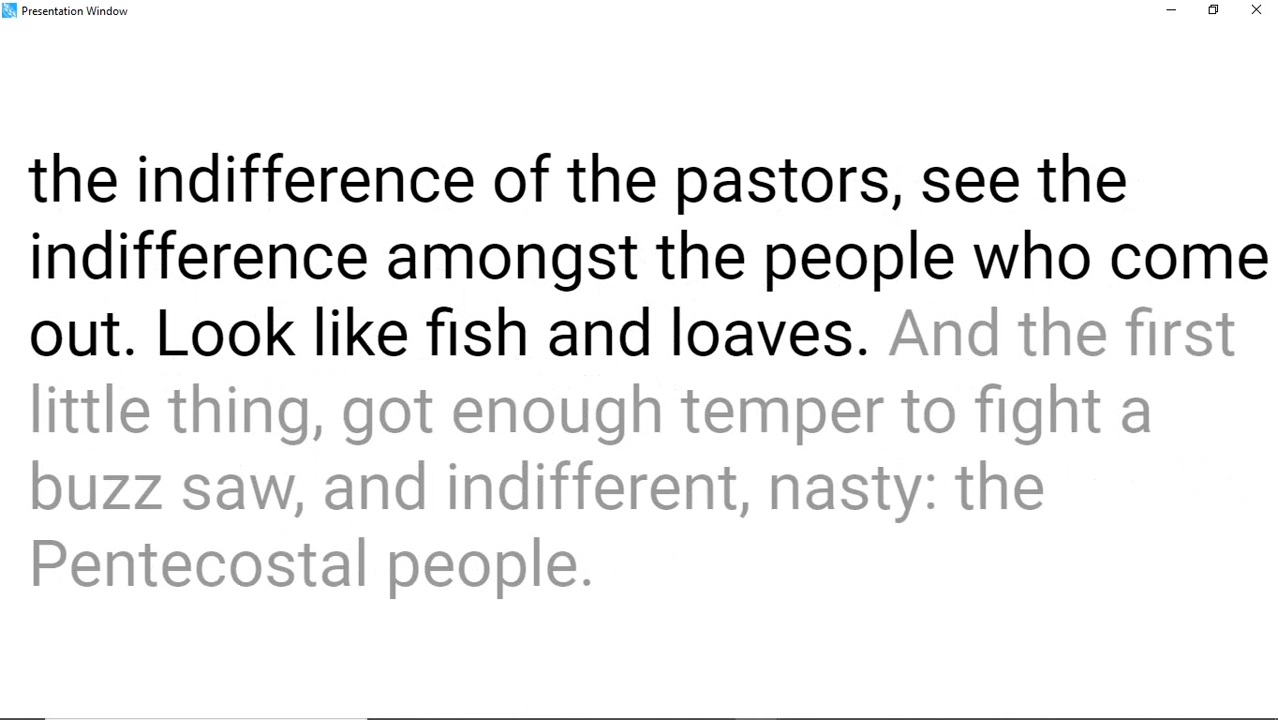 Presentation Window
the indifference of the pastors, see the
indifference amongst the people who come
out. Look like fish and loaves. And the first
little thing, got enough temper to fight a
buzz saw, and indifferent, nasty: the
Pentecostal people.